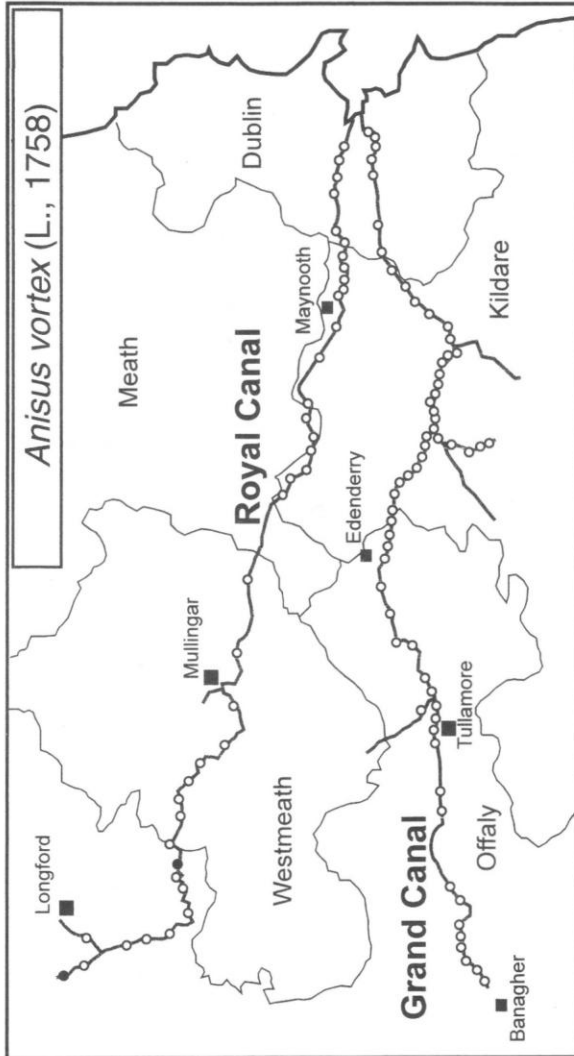 Anisus vortex (L., 1758)
Longford
Mullingar
Meath
Dublin
Royal Canal
Maynooth
Westmeath
Edenderry
Kildare
Grand Canal
Tullamore
Offaly
Banagher